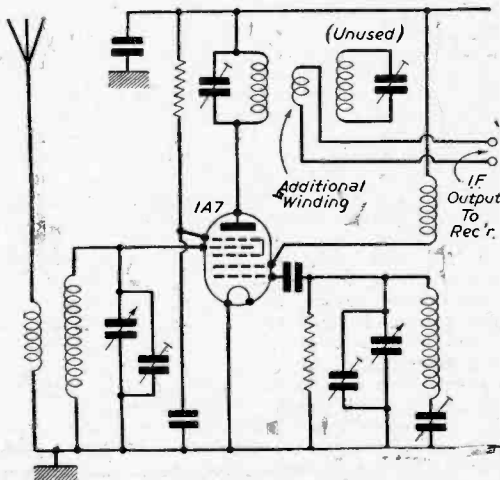 (Unused)
Additional
Winding
1A7
I.F.
Output
To
Rec'r.